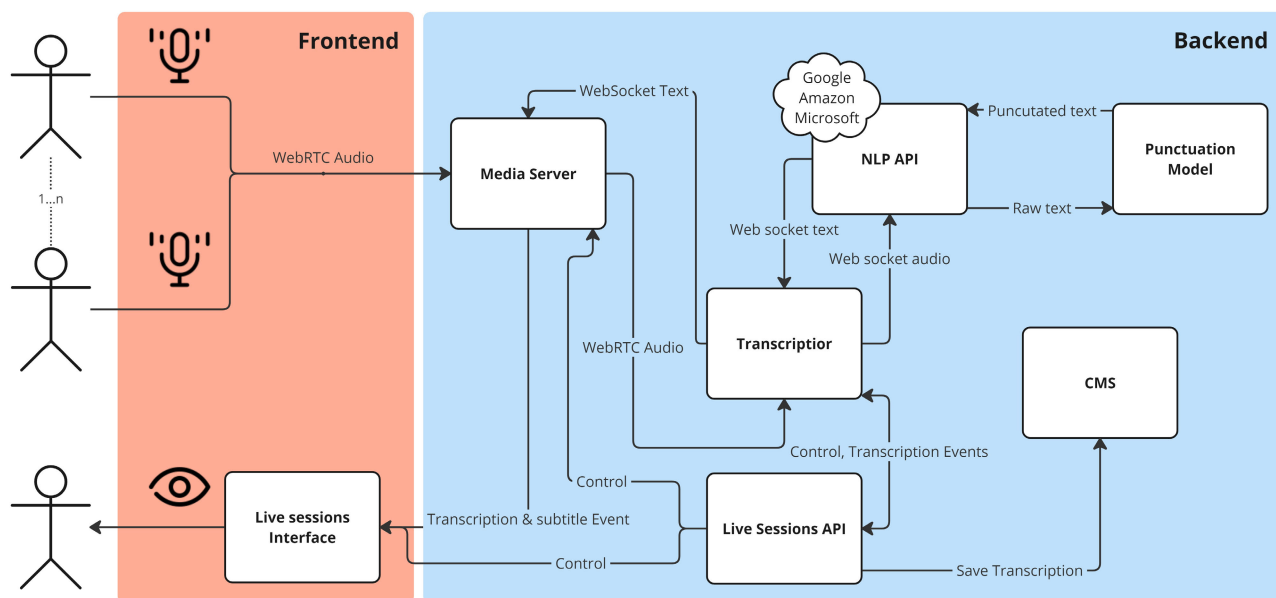 Frontend
Backend
Google
Amazon
Microsoft
WebSocket Text
Puncutated text
NLP API
Punctuation
Model
WebRTC Audio
Media Server
1...n
Raw text
Web socket text
Web socket audio
Transcriptior
WebRTC Audio
CMS
Control, Transcription Events
Control
Live sessions
Interface
Transcription & subtitle Event
Live Sessions API
Control
Save Transcription